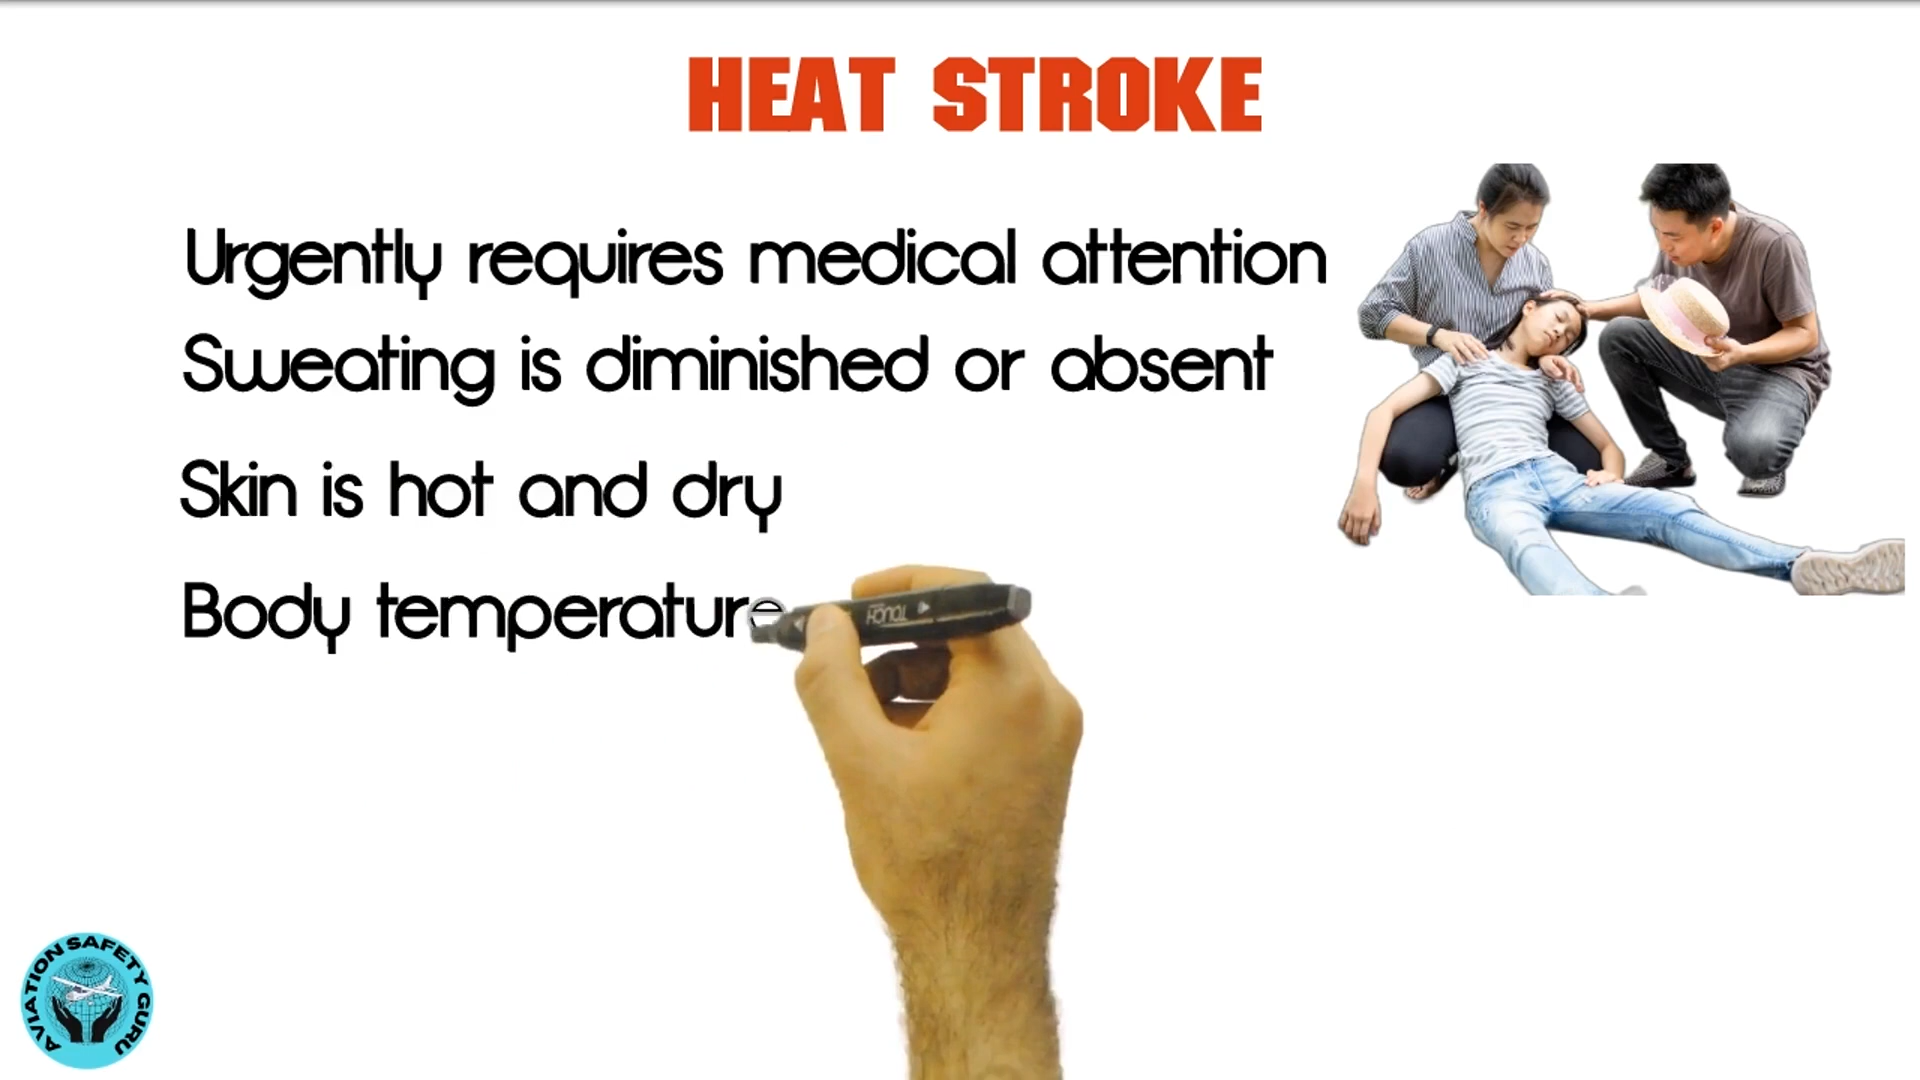 HEAT STROKE
Urgently requires medical attention
Sweating is diminished or absent
Skin is hot and dry
Body temperature
TOUCH
AVIATION SAFETY GURU